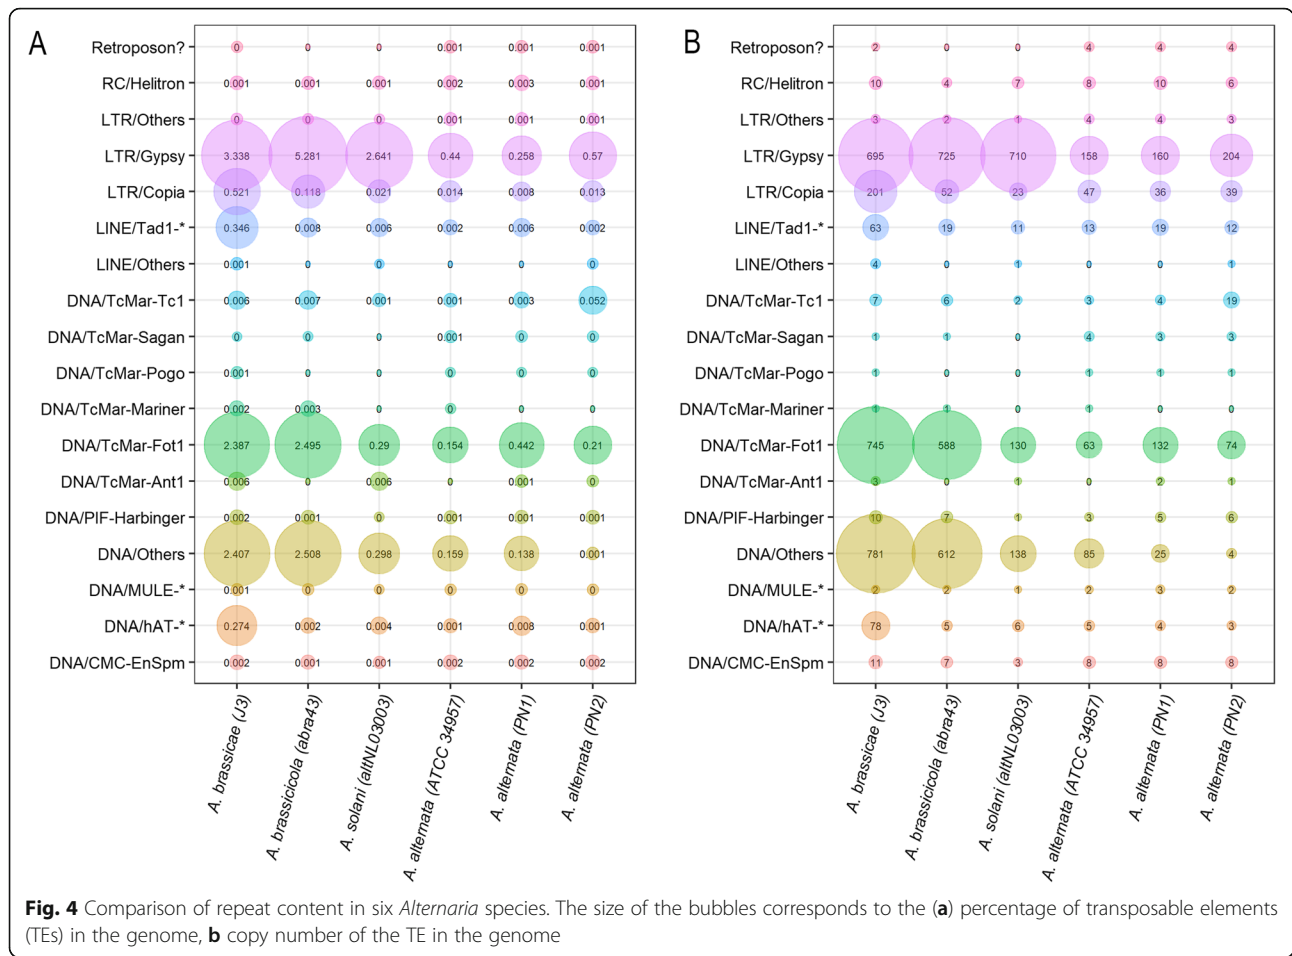 A
Retroposon? 0 0 0 0.001 0.001 0.001
RC/Helitron 0.001 0.001 0.001 0.002 0.003 0.001
LTR/Others 0 0 0 0.001 0.001 0.001
LTR/Gypsy 3.338 5.281 2.641 0.44 0.258 0.57
LTR/Copia 0.521 0.118 0.021 0.014 0.008 0.013
LINE/Tad1-* 0.346 0.008 0.006 0.002 0.006 0.002
LINE/Others 0.001 0 0 0 0 0
DNA/TcMar-Tc1 0.006 0.007 0.001 0.001 0.003 0.052
DNA/TcMar-Sagan 0 0 0 0.001 0 0
DNA/TcMar-Pogo 0.001 0 0 0 0 0
DNA/TcMar-Mariner 0.002 0.003 0 0 0 0
DNA/TcMar-Fot1 2.387 2.495 0.29 0.154 0.442 0.21
DNA/TcMar-Ant1 0.006 0 0.006 0 0.001 0
DNA/PIF-Harbinger 0.002 0.001 0 0.001 0.001 0.001
DNA/Others 2.407 2.508 0.298 0.159 0.138 0.001
DNA/MULE-* 0.001 0 0 0 0 0
DNA/hAT-* 0.274 0.002 0.004 0.001 0.008 0.001
DNA/CMC-EnSpm 0.002 0.001 0.001 0.002 0.002 0.002
A. brassicae (J3)
A. brassicicola (abra43)
A. solani (altNL03003)
A. alternata (ATCC 34957)
A. alternata (PN1)
A. alternata (PN2)
B
Retroposon? 2 0 0 4 4 4
RC/Helitron 10 4 7 8 10 6
LTR/Others 3 2 1 4 4 3
LTR/Gypsy 695 725 710 158 160 204
LTR/Copia 201 52 23 47 36 39
LINE/Tad1-* 63 19 11 13 19 12
LINE/Others 4 0 1 0 0 1
DNA/TcMar-Tc1 7 6 2 3 4 19
DNA/TcMar-Sagan 1 1 0 4 3 3
DNA/TcMar-Pogo 1 0 0 1 1 1
DNA/TcMar-Mariner 1 1 0 1 0 0
DNA/TcMar-Fot1 745 588 130 63 132 74
DNA/TcMar-Ant1 3 0 1 0 2 1
DNA/PIF-Harbinger 10 7 1 3 5 6
DNA/Others 781 612 138 85 25 4
DNA/MULE-* 2 2 1 2 3 2
DNA/hAT-* 78 5 6 5 4 3
DNA/CMC-EnSpm 11 7 3 8 8 8
A. brassicae (J3)
A. brassicicola (abra43)
A. solani (altNL03003)
A. alternata (ATCC 34957)
A. alternata (PN1)
A. alternata (PN2)
Fig. 4 Comparison of repeat content in six Alternaria species. The size of the bubbles corresponds to the (a) percentage of transposable elements
(TEs) in the genome, b copy number of the TE in the genome